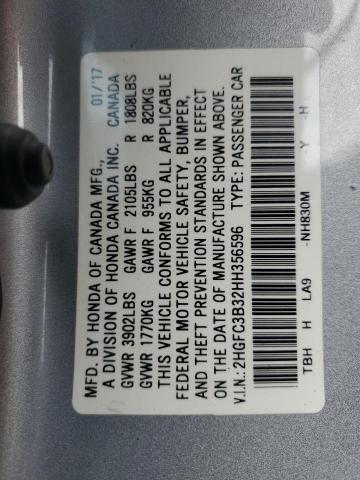 MFD. BY HONDA OF CANADA MFG., 01/'17
A DIVISION OF HONDA CANADA INC. CANADA
GVWR 3902LBS GAWR F 2105LBS R 1808LBS
GVWR 1770KG GAWR F 955KG R 820KG
THIS VEHICLE CONFORMS TO ALL APPLICABLE
FEDERAL MOTOR VEHICLE SAFETY, BUMPER,
AND THEFT PREVENTION STANDARDS IN EFFECT
ON THE DATE OF MANUFACTURE SHOWN ABOVE.
V.I.N.: 2HGFC3B32HH356596 TYPE: PASSENGER CAR
TBH H LA9 -NH830M -Y -H